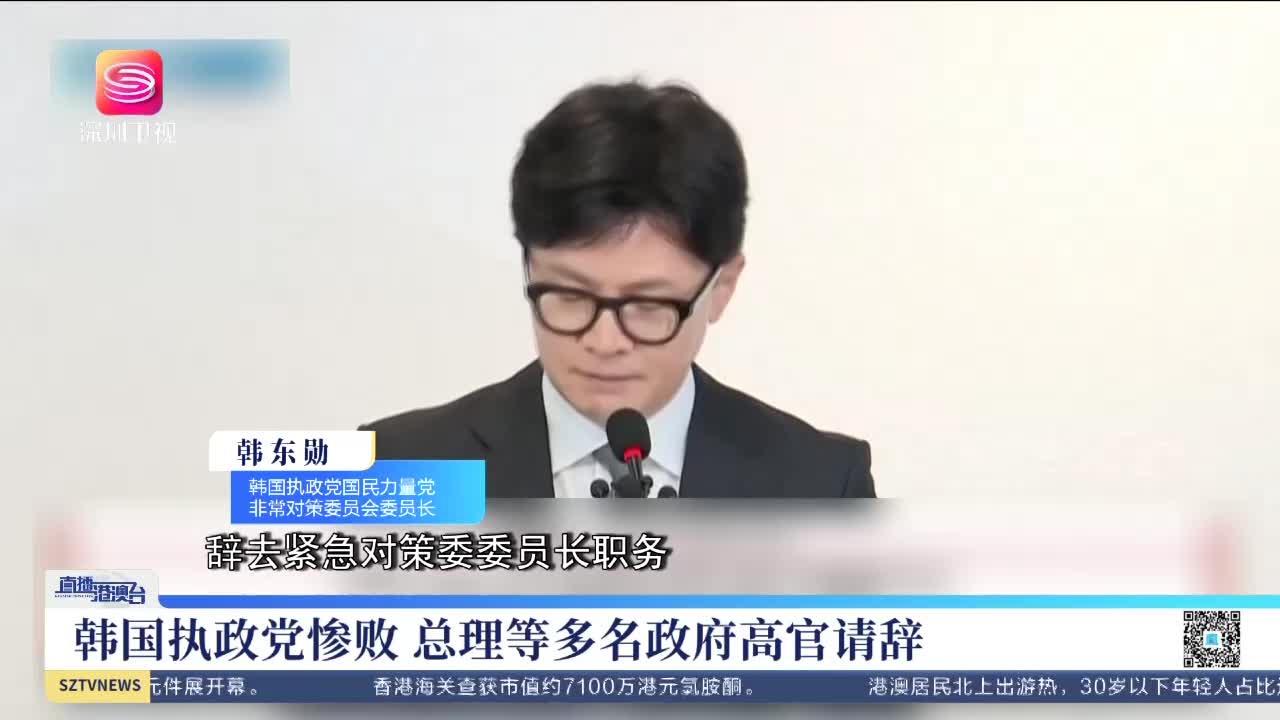 深圳卫视
韩东勋
韩国执政党国民力量党
非常对策委员会委员长
辞去紧急对策委委员长职务
直播港澳台
韩国执政党惨败 总理等多名政府高官请辞
SZTVNEWS
元件展开幕。 香港海关查获市值约7100万港元氯胺酮。 港澳居民北上出游热，30岁以下年轻人占比